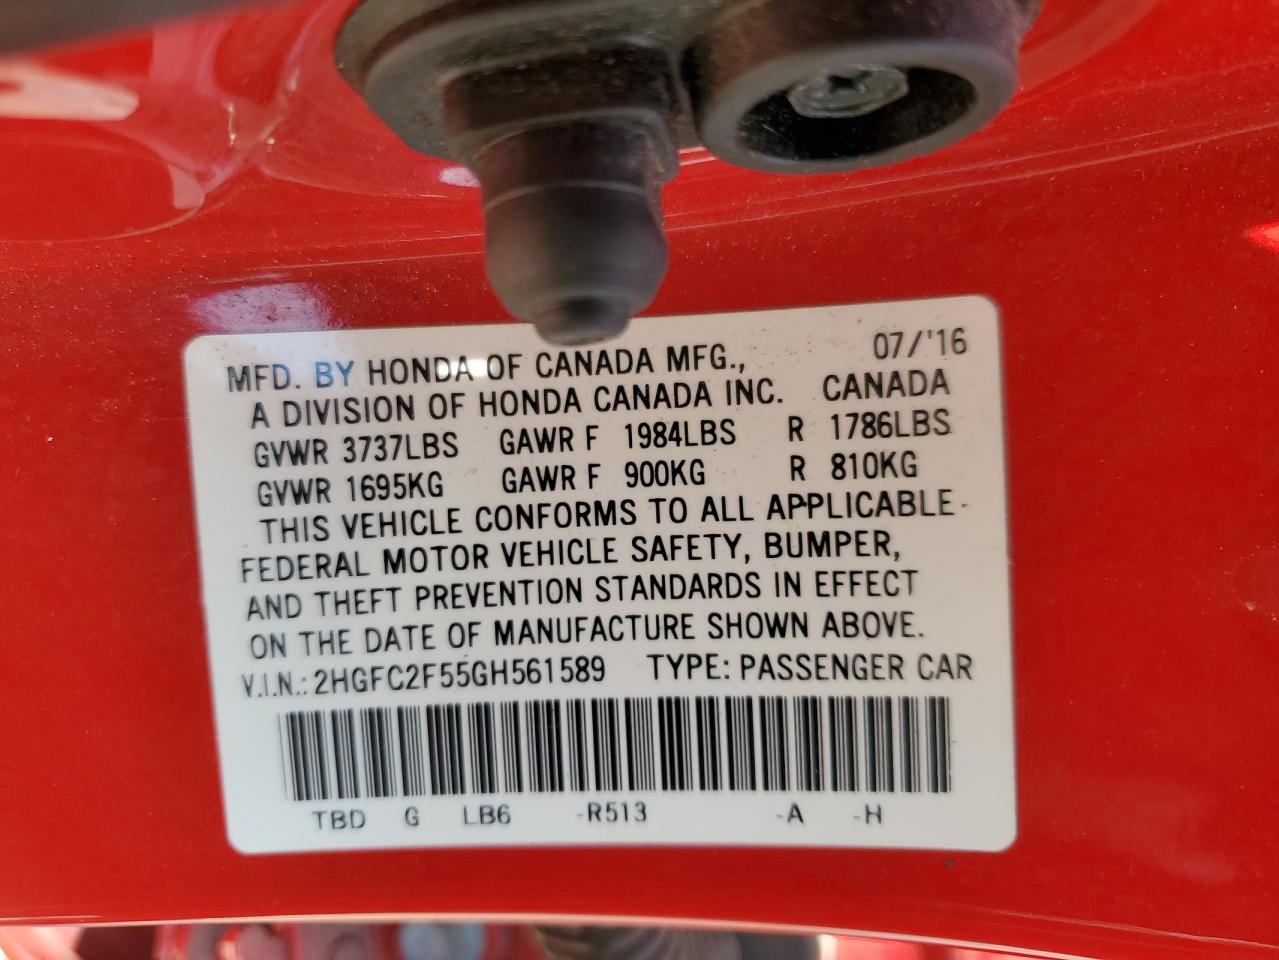 MFD. BY HONDA OF CANADA MFG., 07/'16
A DIVISION OF HONDA CANADA INC. CANADA
GVWR 3737LBS GAWR F 1984LBS R 1786LBS
GVWR 1695KG GAWR F 900KG R 810KG
THIS VEHICLE CONFORMS TO ALL APPLICABLE
FEDERAL MOTOR VEHICLE SAFETY, BUMPER,
AND THEFT PREVENTION STANDARDS IN EFFECT
ON THE DATE OF MANUFACTURE SHOWN ABOVE.
V.I.N.: 2HGFC2F55GH561589 TYPE: PASSENGER CAR
TBD G LB6 -R513 -A -H